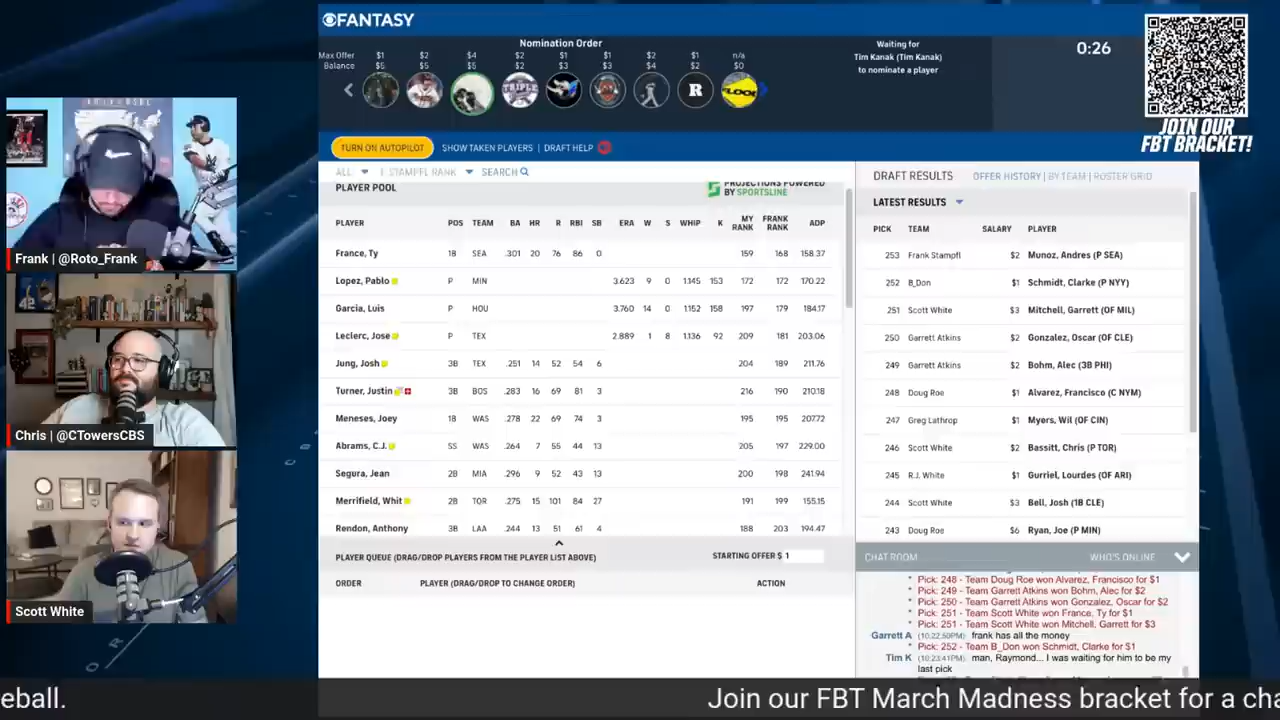 FANTASY
Nomination Order
Max Offer $1 $2 $4 $2 $1 $1 $2 $1 n/a
Balance $5 $5 $5 $2 $3 $3 $4 $2 $0
TRIPLE
R
Waiting for
Tim Kanak (Tim Kanak)
to nominate a player
0:26
JOIN OUR
FBT BRACKET!
TURN ON AUTOPILOT SHOW TAKEN PLAYERS | DRAFT HELP
ALL STAMPFL RANK SEARCH
PLAYER POOL
PROJECTIONS POWERED
BY SPORTSLINE
PLAYER POS TEAM BA HR R RBI SB ERA W S WHIP K MY RANK FRANK RANK ADP
France, Ty 1B SEA .301 20 76 86 0 159 168 158.37
Lopez, Pablo P MIN 3.623 9 0 1.145 153 172 172 170.22
Garcia, Luis P HOU 3.760 14 0 1.152 158 197 179 184.17
Leclerc, Jose P TEX 2.889 1 8 1.136 92 209 181 203.06
Jung, Josh 3B TEX .251 14 52 54 6 204 189 211.76
Turner, Justin 3B BOS .283 16 69 81 3 216 190 210.18
Meneses, Joey 1B WAS .278 22 69 74 3 195 195 207.72
Abrams, C.J. SS WAS .264 7 55 44 13 205 197 229.00
Segura, Jean 2B MIA .296 9 52 43 13 200 198 241.94
Merrifield, Whit 2B TOR .275 15 101 84 27 191 199 155.15
Rendon, Anthony 3B LAA .244 13 51 61 4 188 203 194.47
PLAYER QUEUE (DRAG/DROP PLAYERS FROM THE PLAYER LIST ABOVE) STARTING OFFER $ 1
ORDER PLAYER (DRAG/DROP TO CHANGE ORDER) ACTION
DRAFT RESULTS OFFER HISTORY | BY TEAM | ROSTER GRID
LATEST RESULTS
PICK TEAM SALARY PLAYER
253 Frank Stampfl $2 Munoz, Andres (P SEA)
252 B_Don $1 Schmidt, Clarke (P NYY)
251 Scott White $3 Mitchell, Garrett (OF MIL)
250 Garrett Atkins $2 Gonzalez, Oscar (OF CLE)
249 Garrett Atkins $2 Bohm, Alec (3B PHI)
248 Doug Roe $1 Alvarez, Francisco (C NYM)
247 Greg Lathrop $1 Myers, Wil (OF CIN)
246 Scott White $2 Bassitt, Chris (P TOR)
245 R.J. White $1 Gurriel, Lourdes (OF ARI)
244 Scott White $3 Bell, Josh (1B CLE)
243 Doug Roe $6 Ryan, Joe (P MIN)
CHAT ROOM WHO'S ONLINE
* Pick: 248 - Team Doug Roe won Alvarez, Francisco for $1
* Pick: 249 - Team Garrett Atkins won Bohm, Alec for $2
* Pick: 250 - Team Garrett Atkins won Gonzalez, Oscar for $2
* Pick: 251 - Team Scott White won France, Ty for $1
* Pick: 251 - Team Scott White won Mitchell, Garrett for $3
Garrett A (10:22:50PM) frank has all the money
* Pick: 252 - Team B_Don won Schmidt, Clarke for $1
Tim K (10:23:41PM) man, Raymond... I was waiting for him to be my
last pick
Frank | @Roto_Frank
42
Chris | @CTowersCBS
Scott White
eball. Join our FBT March Madness bracket for a cha